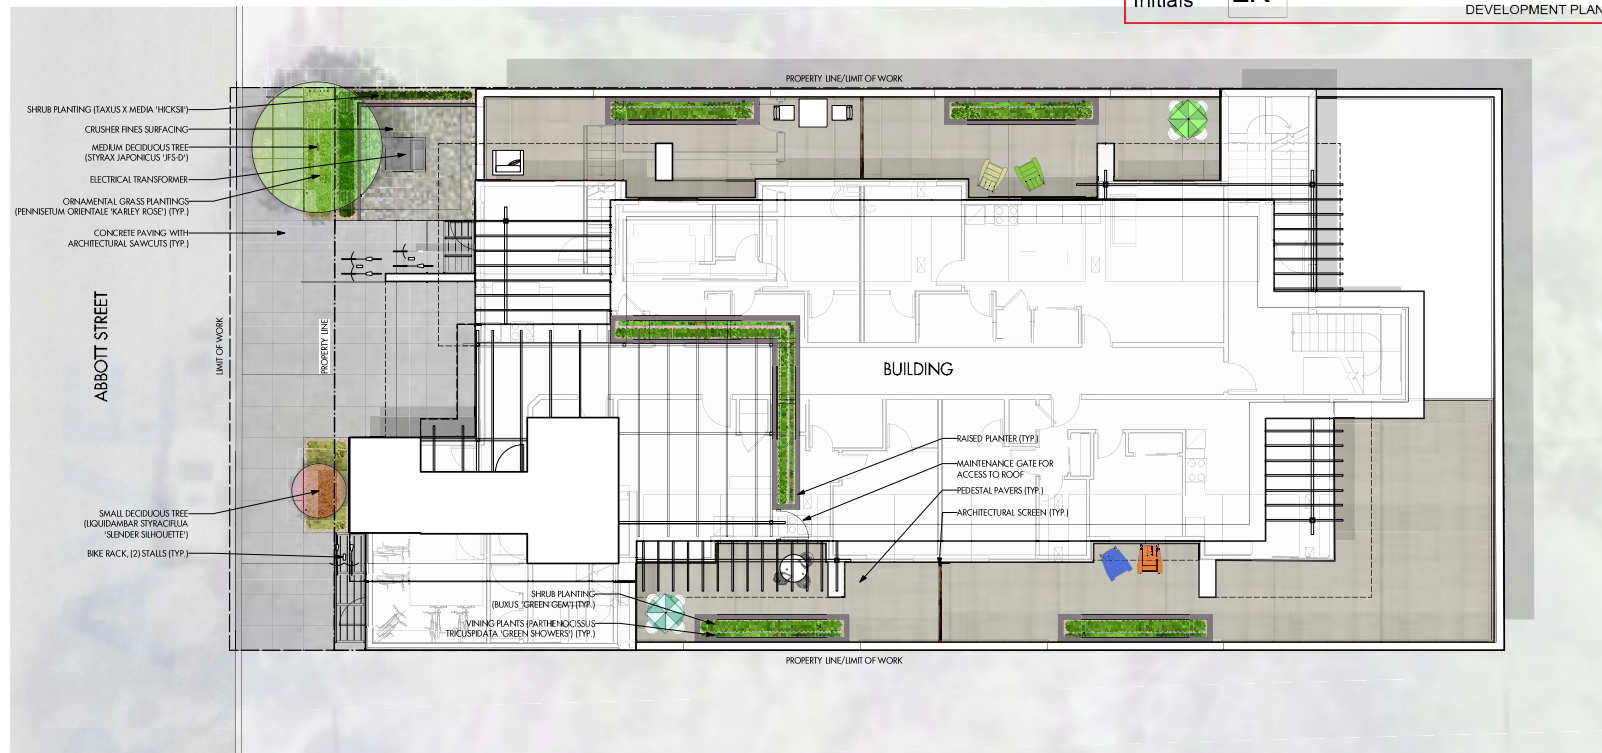 Initials
DEVELOPMENT PLAN
PROPERTY LINE/LIMIT OF WORK
SHRUB PLANTING (TAXUS X MEDIA 'HICKSII')
CRUSHER FINES SURFACING
MEDIUM DECIDUOUS TREE
(STYRAX JAPONICUS 'JFS-D')
ELECTRICAL TRANSFORMER
ORNAMENTAL GRASS PLANTINGS
(PENNISETUM ORIENTALE 'KARLEY ROSE') (TYP.)
CONCRETE PAVING WITH
ARCHITECTURAL SAWCUTS (TYP.)
ABBOTT STREET
LIMIT OF WORK
PROPERTY LINE
BUILDING
RAISED PLANTER (TYP.)
MAINTENANCE GATE FOR
ACCESS TO ROOF
PEDESTAL PAVERS (TYP.)
ARCHITECTURAL SCREEN (TYP.)
SMALL DECIDUOUS TREE
(LIQUIDAMBAR STYRACIFLUA
'SLENDER SILHOUETTE')
BIKE RACK, (2) STALLS (TYP.)
SHRUB PLANTING
(BUXUS 'GREEN GEM') (TYP.)
VINING PLANTS (PARTHENOCISSUS
TRICUSPIDATA 'GREEN SHOWERS') (TYP.)
PROPERTY LINE/LIMIT OF WORK